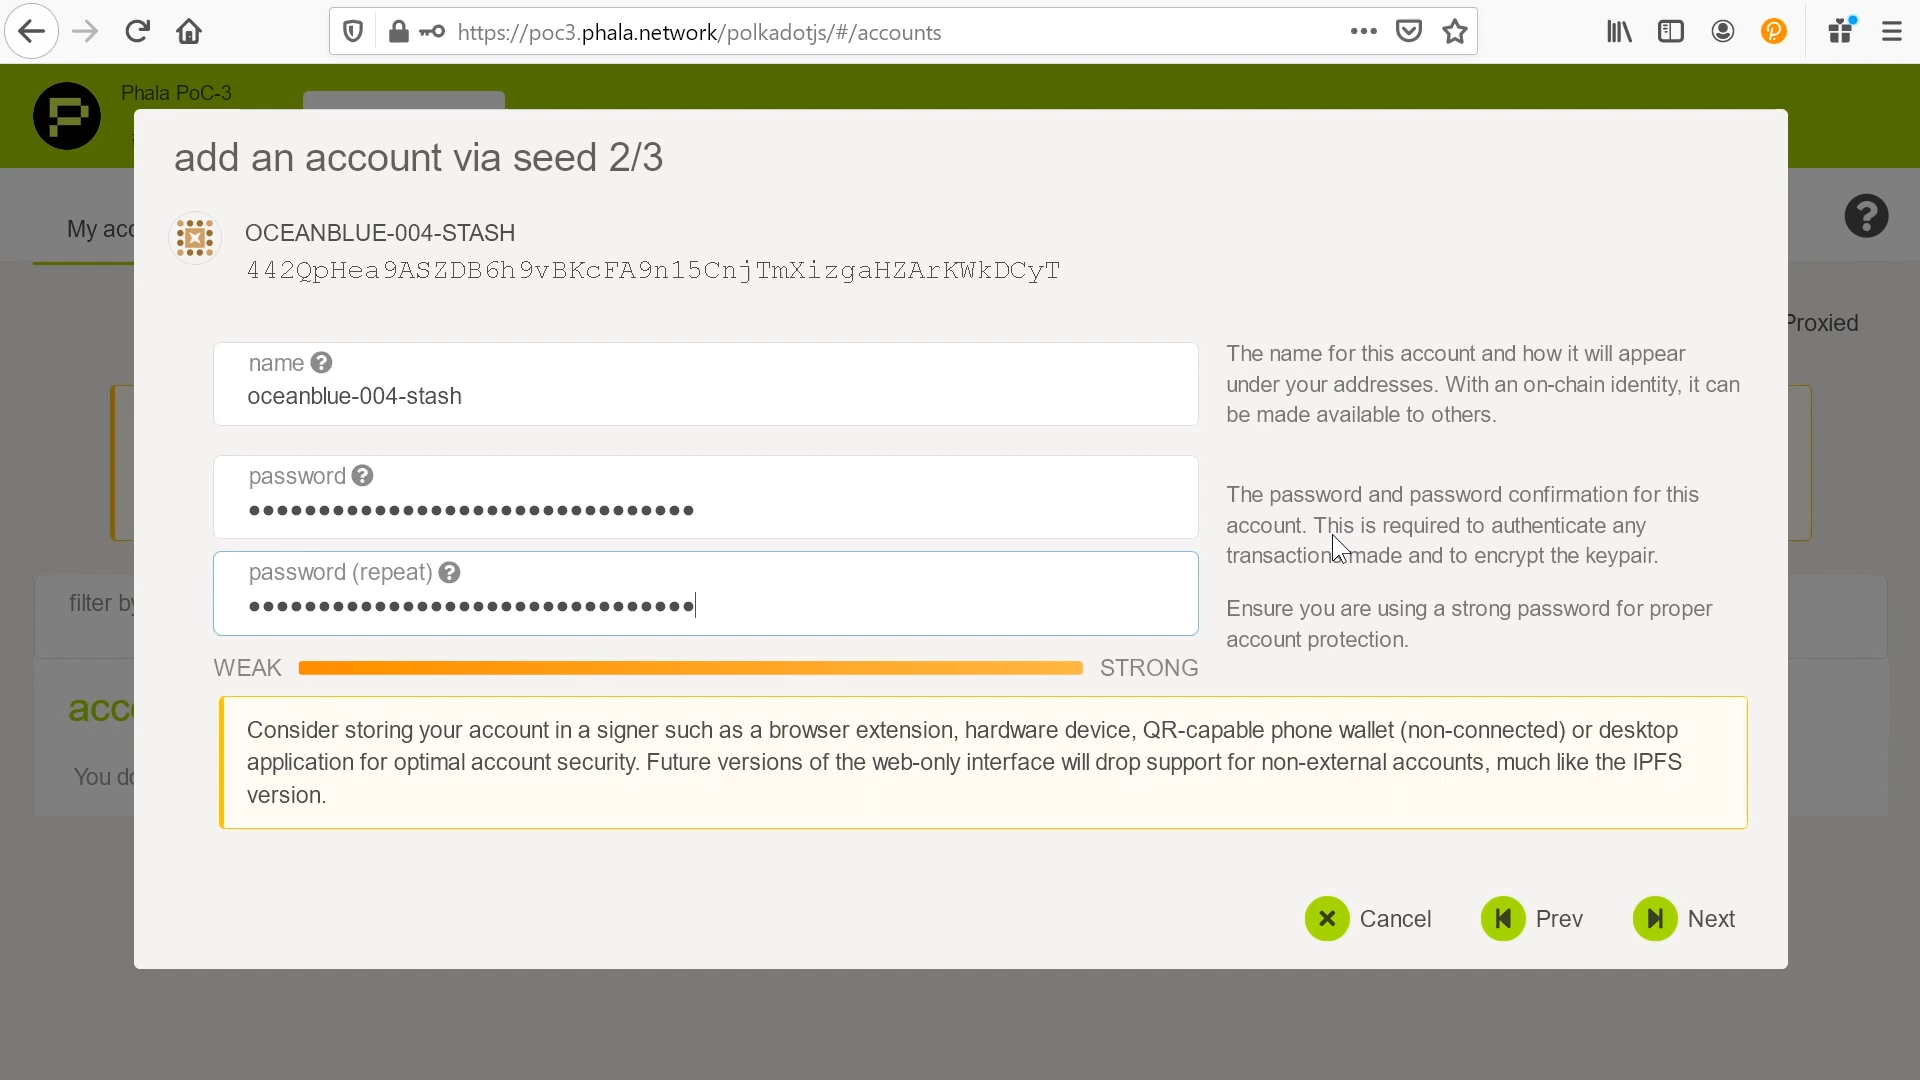 https://poc3.phala.network/polkadotjs/#/accounts
Phala PoC-3
add an account via seed 2/3
My acc
OCEANBLUE-004-STASH
442QpHea9ASZDB6h9vBKcFA9n15CnjTmXizgaHZArKWkDCyT
Proxied
name
oceanblue-004-stash
The name for this account and how it will appear
under your addresses. With an on-chain identity, it can
be made available to others.
password
••••••••••••••••••••••••••••••••
The password and password confirmation for this
account. This is required to authenticate any
transactions made and to encrypt the keypair.
password (repeat)
••••••••••••••••••••••••••••••••
Ensure you are using a strong password for proper
account protection.
filter by
WEAK STRONG
acco
Consider storing your account in a signer such as a browser extension, hardware device, QR-capable phone wallet (non-connected) or desktop
application for optimal account security. Future versions of the web-only interface will drop support for non-external accounts, much like the IPFS
version.
You do
Cancel Prev Next